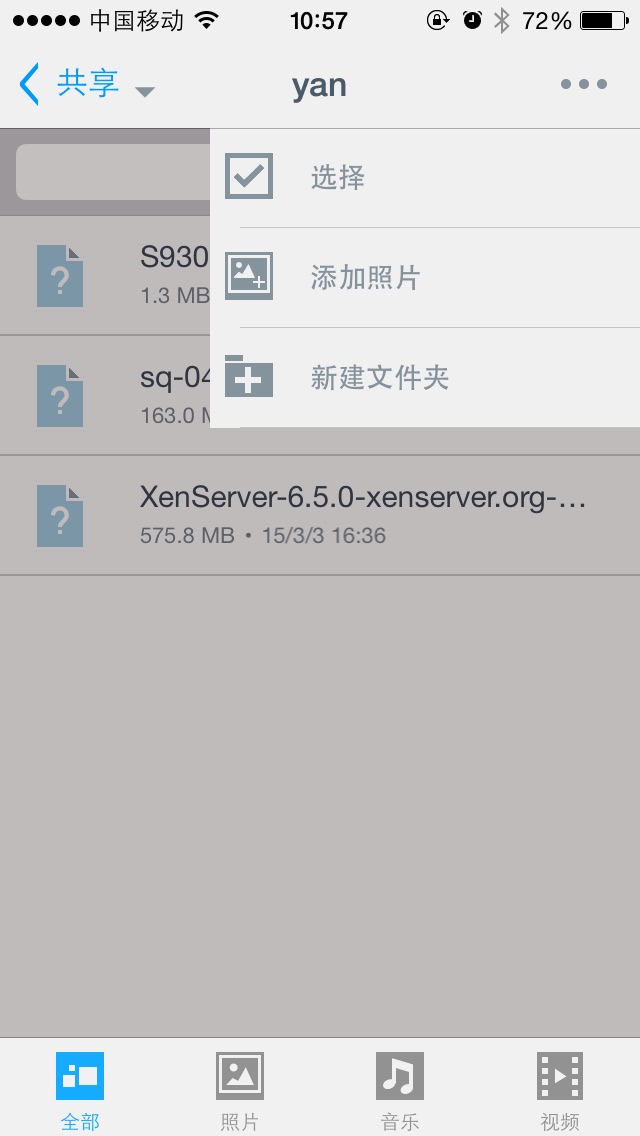 中国移动 10:57 72%
共享 yan
选择
S930
1.3 MB
添加照片
sq-04
163.0 M
新建文件夹
XenServer-6.5.0-xenserver.org-...
575.8 MB • 15/3/3 16:36
全部 照片 音乐 视频